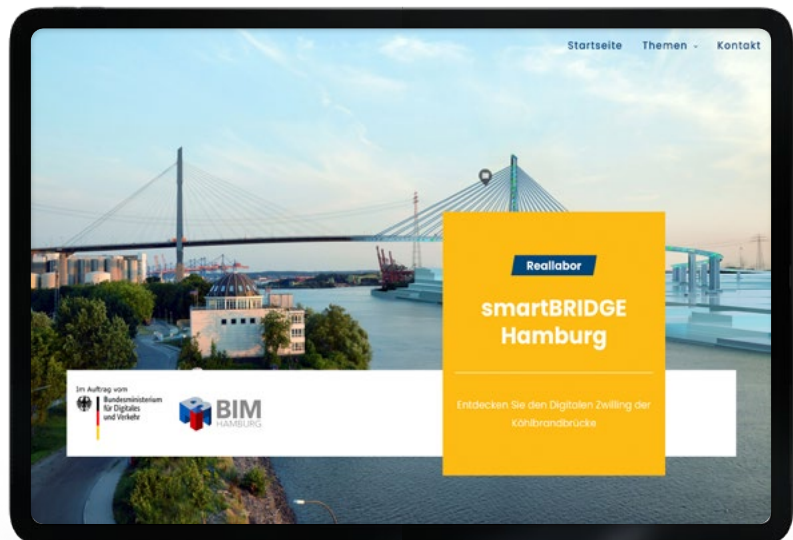 Startseite Themen Kontakt
Reallabor
smartBRIDGE
Hamburg
Entdecken Sie den Digitalen Zwilling der
Köhlbrandbrücke
Im Auftrag vom
Bundesministerium
für Digitales
und Verkehr
BIM
HAMBURG